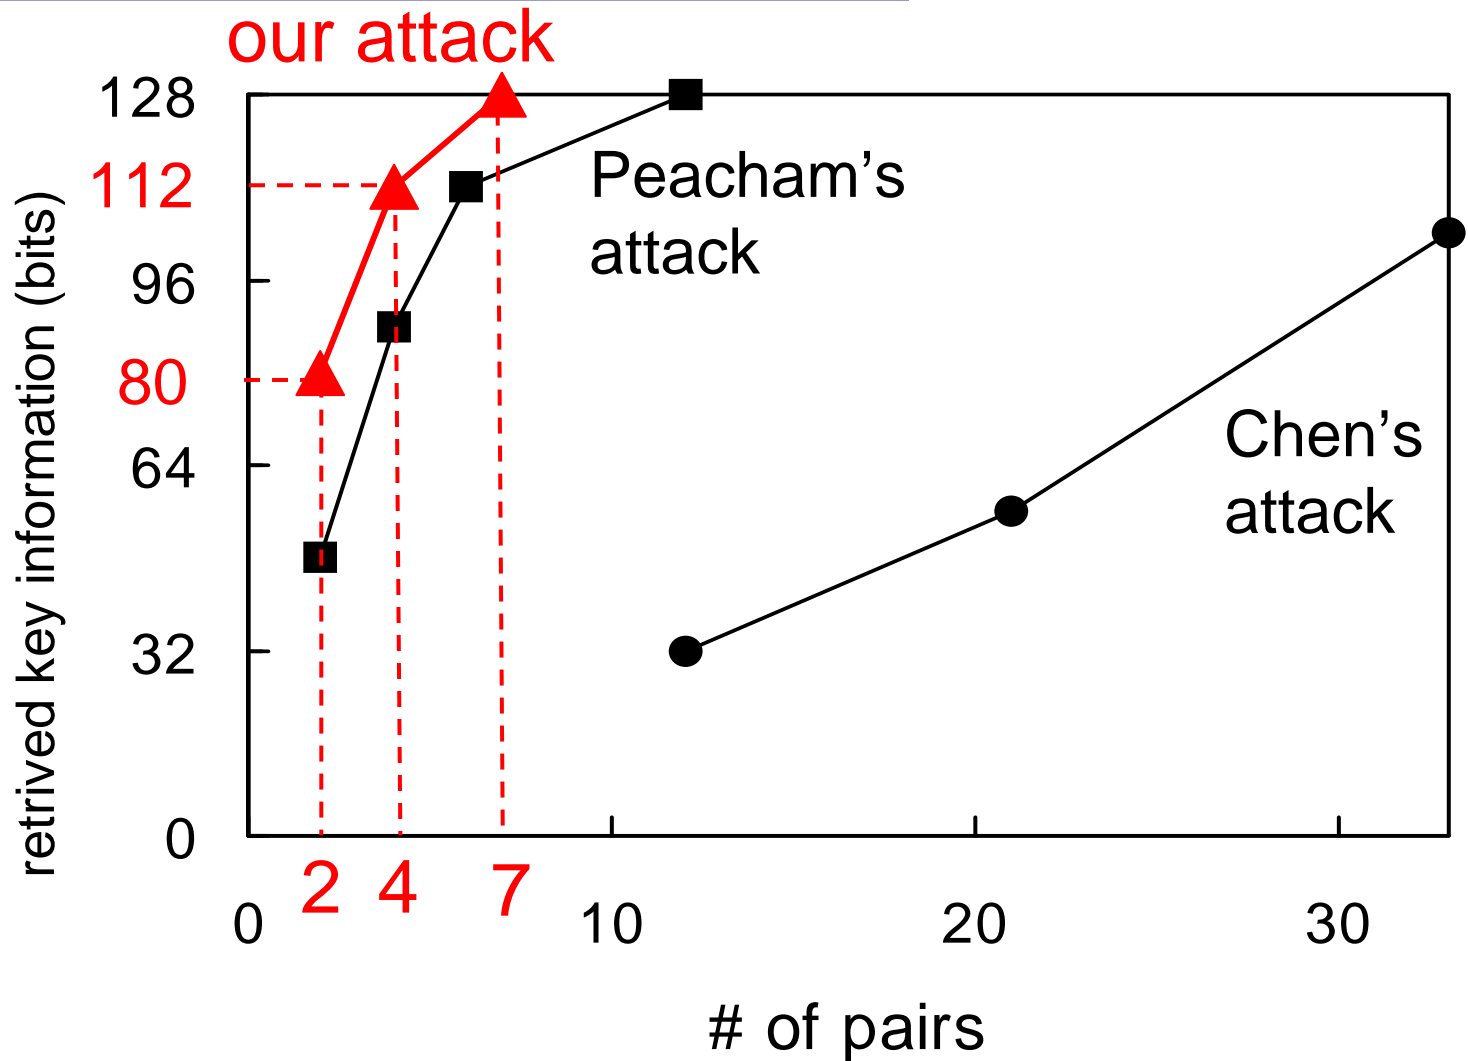 our attack
128
112
96
80
64
32
0
retrived key information (bits)
Peacham’s
attack
Chen’s
attack
2 4 7
0 10 20 30
# of pairs